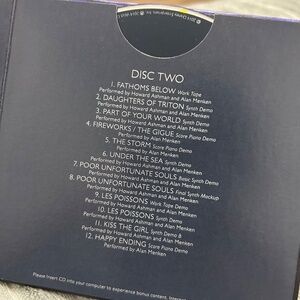 DISC TWO
1. FATHOMS BELOW Work Tape
Performed by Howard Ashman and Alan Menken
2. DAUGHTERS OF TRITON Synth Demo
Performed by Howard Ashman and Alan Menken
3. PART OF YOUR WORLD Synth Demo
Performed by Howard Ashman and Alan Menken
4. FIREWORKS / THE GIGUE Score Piano Demo
Performed by Alan Menken
5. THE STORM Score Piano Demo
Performed by Alan Menken
6. UNDER THE SEA Synth Demo
Performed by Howard Ashman and Alan Menken
7. POOR UNFORTUNATE SOULS Basic Synth Demo
Performed by Howard Ashman and Alan Menken
8. POOR UNFORTUNATE SOULS Final Synth Mockup
Performed by Howard Ashman and Alan Menken
9. LES POISSONS Work Tape
Performed by Howard Ashman and Alan Menken
10. LES POISSONS Synth Demo
Performed by Howard Ashman and Alan Menken
11. KISS THE GIRL Synth Demo B
Performed by Howard Ashman and Alan Menken
12. HAPPY ENDING Score Piano Demo
Performed by Alan Menken
Please insert CD into your computer to experience bonus content.